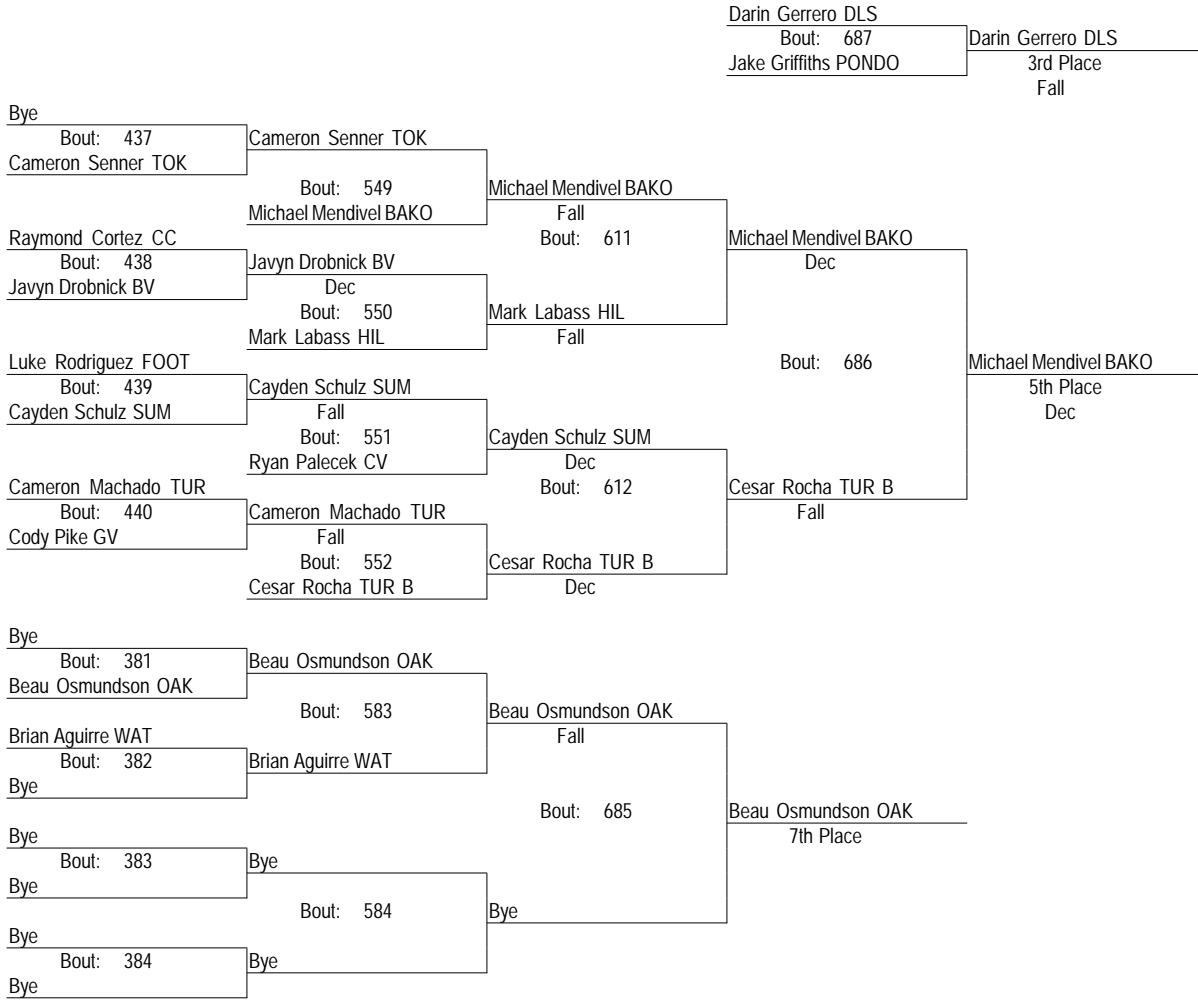 Darin Gerrero DLS
Bout: 687
Darin Gerrero DLS
Jake Griffiths PONDO
3rd Place
Fall
Bye
Bout: 437
Cameron Senner TOK
Cameron Senner TOK
Bout: 549
Michael Mendivel BAKO
Michael Mendivel BAKO
Fall
Raymond Cortez CC
Bout: 611
Michael Mendivel BAKO
Bout: 438
Javyn Drobnick BV
Dec
Javyn Drobnick BV
Dec
Bout: 550
Mark Labass HIL
Mark Labass HIL
Fall
Luke Rodriguez FOOT
Bout: 686
Michael Mendivel BAKO
Bout: 439
Cayden Schulz SUM
5th Place
Cayden Schulz SUM
Fall
Dec
Bout: 551
Cayden Schulz SUM
Ryan Palecek CV
Dec
Cameron Machado TUR
Bout: 612
Cesar Rocha TUR B
Bout: 440
Cameron Machado TUR
Fall
Cody Pike GV
Fall
Bout: 552
Cesar Rocha TUR B
Cesar Rocha TUR B
Dec
Bye
Bout: 381
Beau Osmundson OAK
Beau Osmundson OAK
Bout: 583
Beau Osmundson OAK
Brian Aguirre WAT
Fall
Bout: 382
Brian Aguirre WAT
Bye
Bout: 685
Beau Osmundson OAK
Bye
7th Place
Bout: 383
Bye
Bye
Bout: 584
Bye
Bye
Bout: 384
Bye
Bye